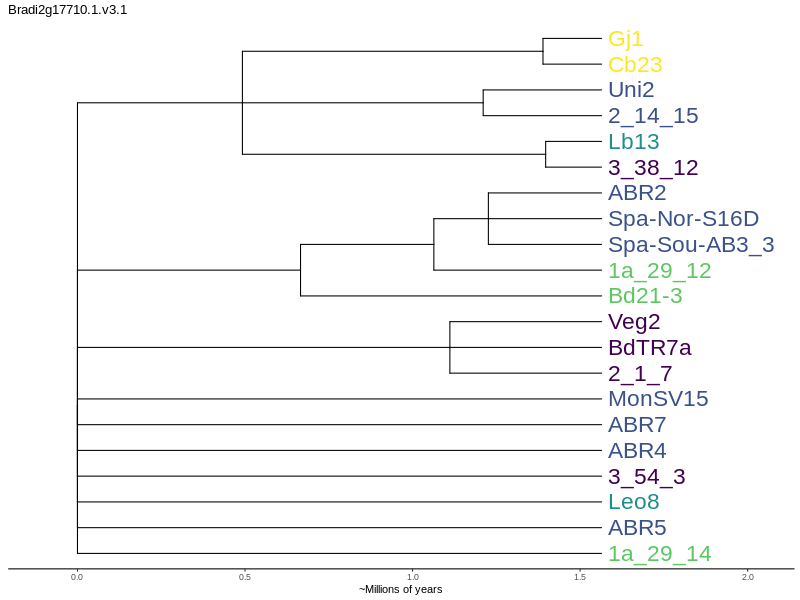 Bradi2g17710.1.v3.1
Gj1
Cb23
Uni2
2_14_15
Lb13
3_38_12
ABR2
Spa-Nor-S16D
Spa-Sou-AB3_3
1a_29_12
Bd21-3
Veg2
BdTR7a
2_1_7
MonSV15
ABR7
ABR4
3_54_3
Leo8
ABR5
1a_29_14
0.0 0.5 1.0 1.5 2.0
~Millions of years